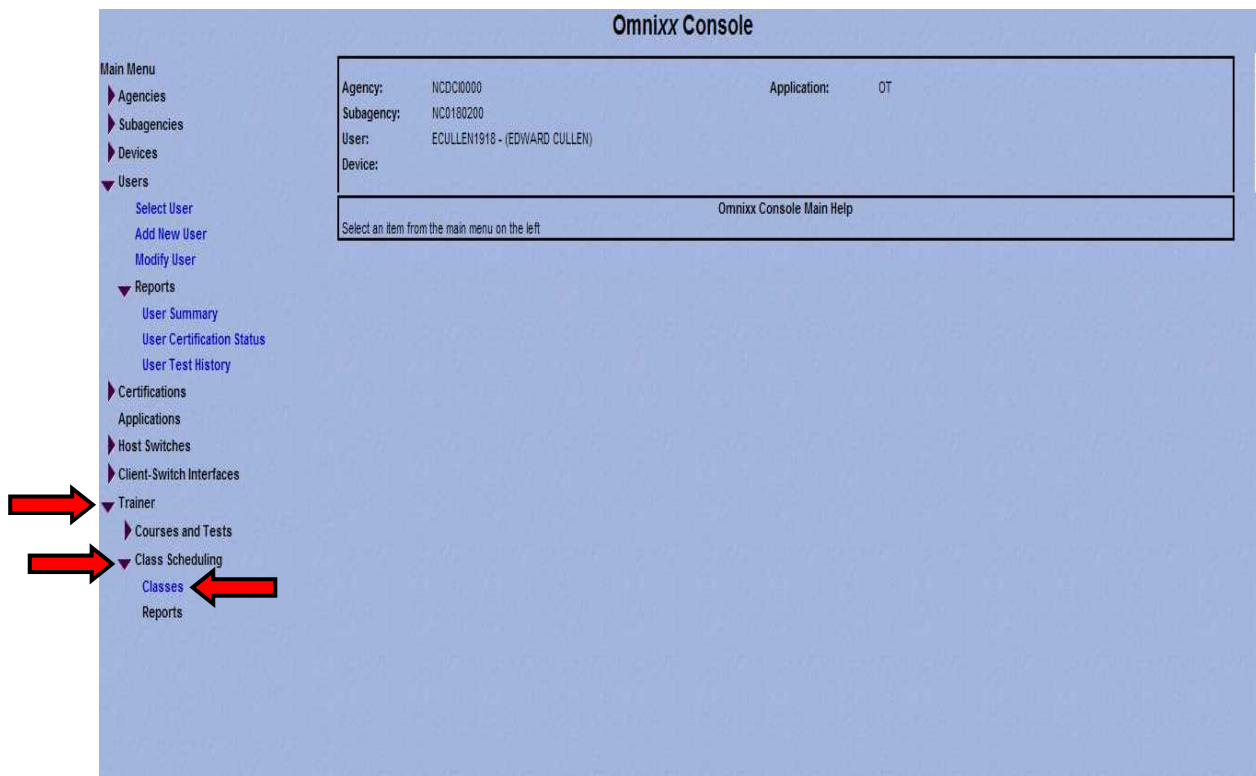 Omnixx Console
Main Menu
Agencies
Subagencies
Devices
Users
Select User
Add New User
Modify User
Reports
User Summary
User Certification Status
User Test History
Certifications
Applications
Host Switches
Client-Switch Interfaces
Trainer
Courses and Tests
Class Scheduling
Classes
Reports
Agency: NCDCI0000 Application: OT
Subagency: NC0180200
User: ECULLEN1918 - (EDWARD CULLEN)
Device:
Omnixx Console Main Help
Select an item from the main menu on the left